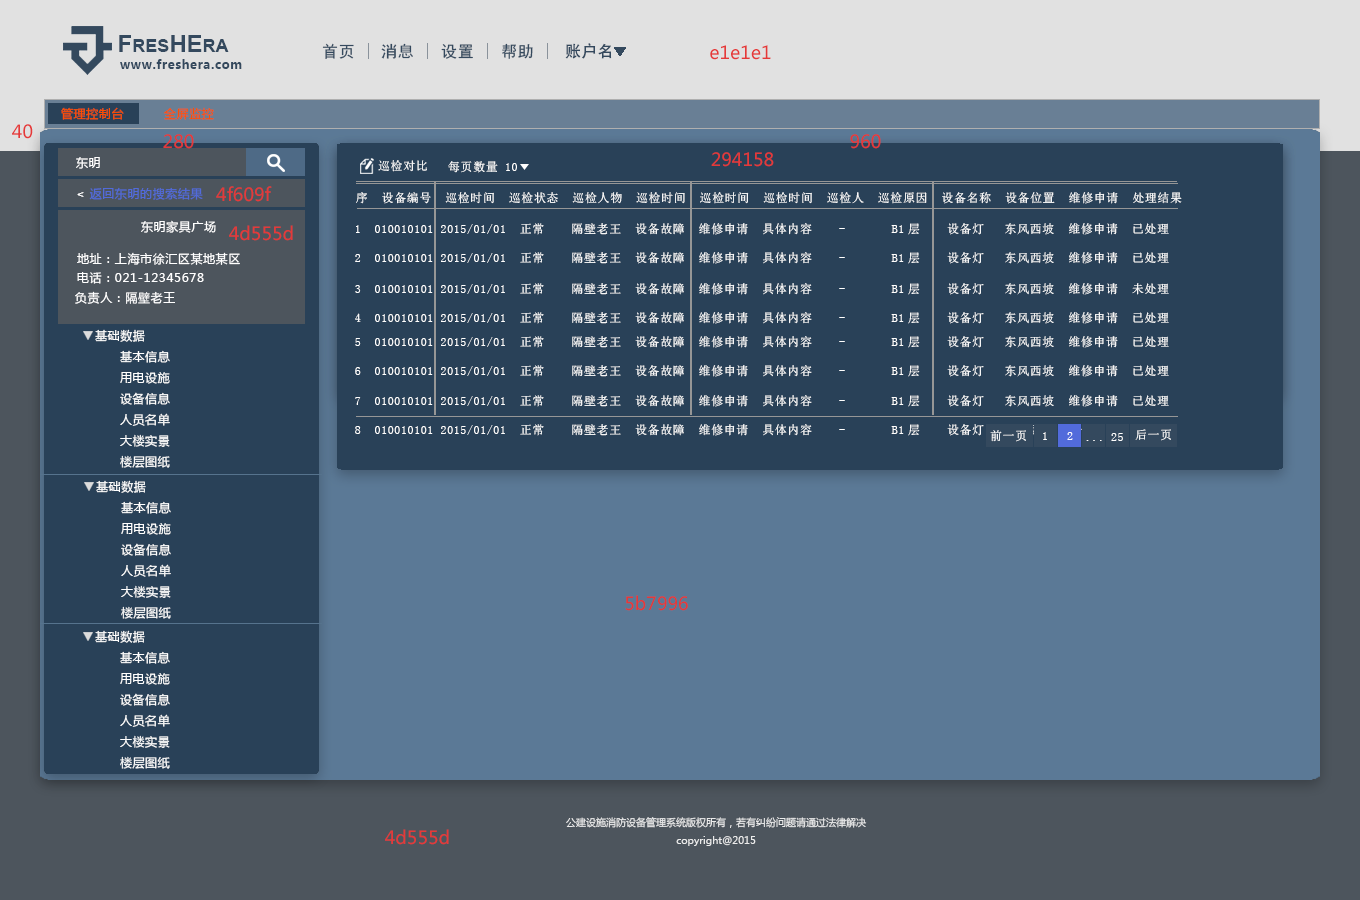 FRESHERA
www.freshera.com
首页 消息 设置 帮助 账户名
e1e1e1
管理控制台 全屏监控
40
280 960
东明
< 返回东明的搜索结果 4f609f
东明家具广场 4d555d
地址：上海市徐汇区某地某区
电话：021-12345678
负责人：隔壁老王
基础数据
基本信息
用电设施
设备信息
人员名单
大楼实景
楼层图纸
基础数据
基本信息
用电设施
设备信息
人员名单
大楼实景
楼层图纸
基础数据
基本信息
用电设施
设备信息
人员名单
大楼实景
楼层图纸
巡检对比 每页数量 10 294158
序 设备编号 巡检时间 巡检状态 巡检人物 巡检时间 巡检时间 巡检时间 巡检人 巡检原因 设备名称 设备位置 维修申请 处理结果
1 010010101 2015/01/01 正常 隔壁老王 设备故障 维修申请 具体内容 - B1 层 设备灯 东风西坡 维修申请 已处理
2 010010101 2015/01/01 正常 隔壁老王 设备故障 维修申请 具体内容 - B1 层 设备灯 东风西坡 维修申请 已处理
3 010010101 2015/01/01 正常 隔壁老王 设备故障 维修申请 具体内容 - B1 层 设备灯 东风西坡 维修申请 未处理
4 010010101 2015/01/01 正常 隔壁老王 设备故障 维修申请 具体内容 - B1 层 设备灯 东风西坡 维修申请 已处理
5 010010101 2015/01/01 正常 隔壁老王 设备故障 维修申请 具体内容 - B1 层 设备灯 东风西坡 维修申请 已处理
6 010010101 2015/01/01 正常 隔壁老王 设备故障 维修申请 具体内容 - B1 层 设备灯 东风西坡 维修申请 已处理
7 010010101 2015/01/01 正常 隔壁老王 设备故障 维修申请 具体内容 - B1 层 设备灯 东风西坡 维修申请 已处理
8 010010101 2015/01/01 正常 隔壁老王 设备故障 维修申请 具体内容 - B1 层 设备灯
前一页 1 2 ... 25 后一页
5b7996
公建设施消防设备管理系统版权所有，若有纠纷问题请通过法律解决
copyright@2015
4d555d